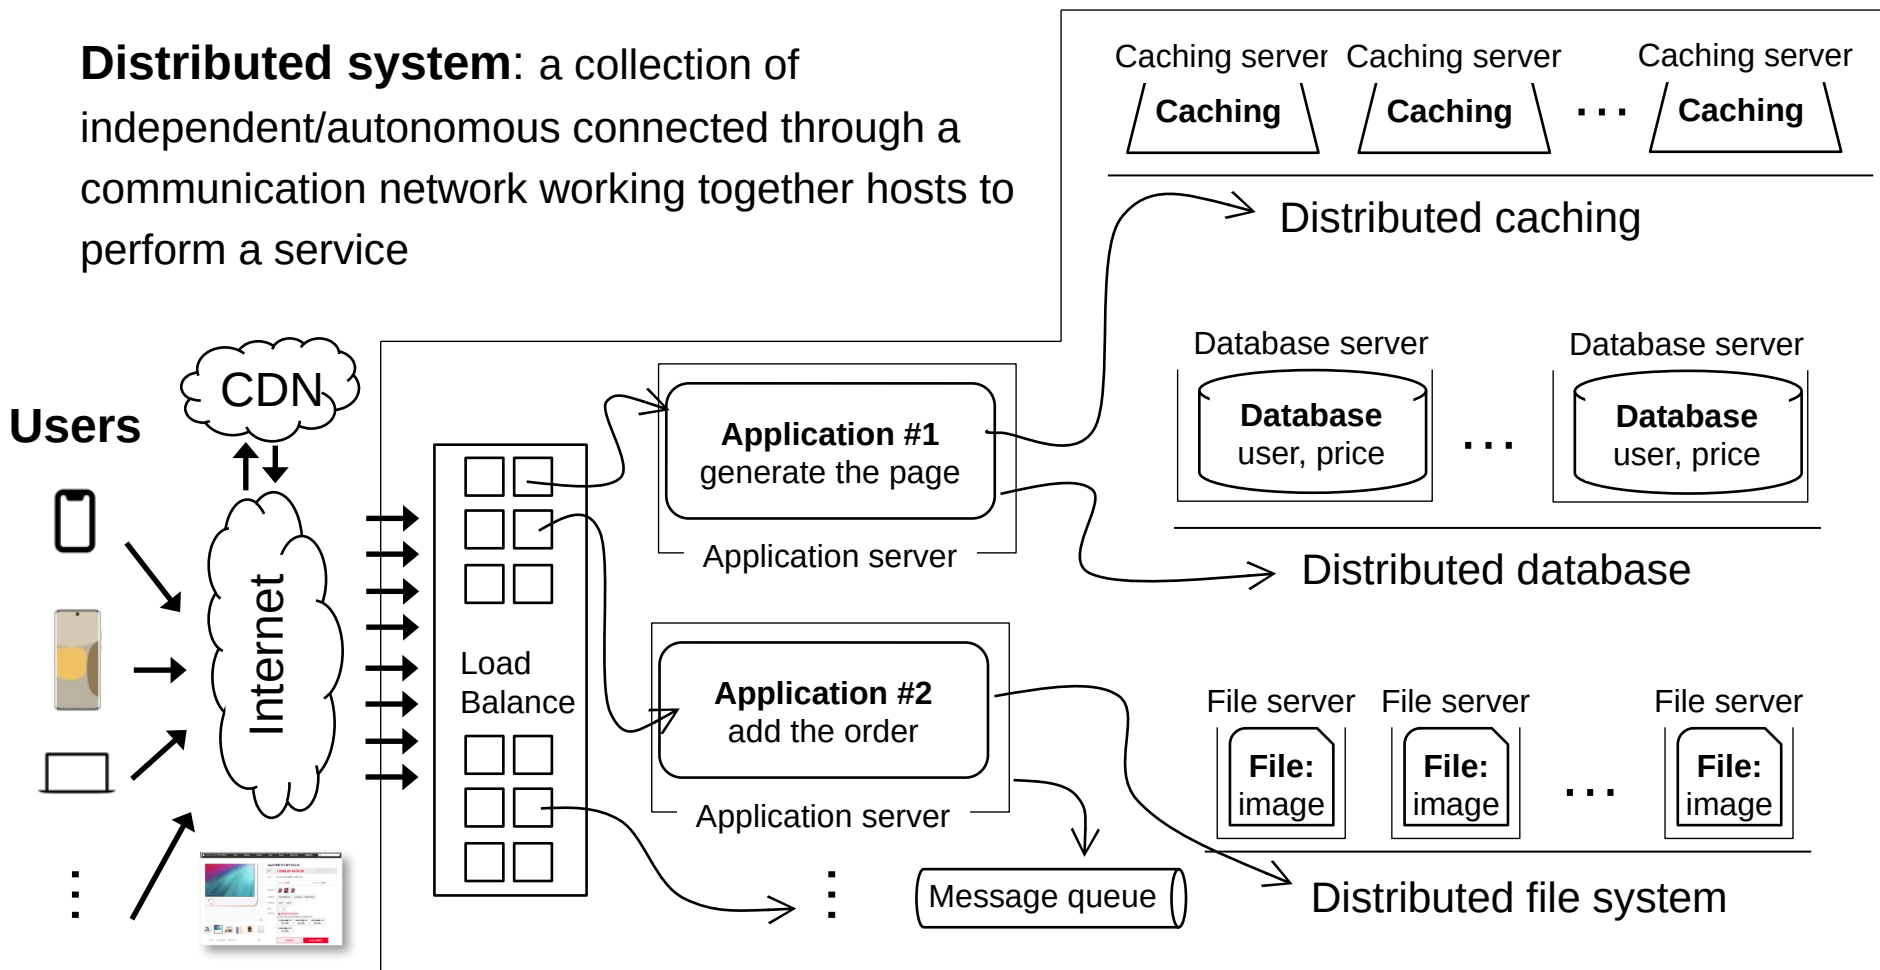 Distributed system: a collection of
independent/autonomous connected through a
communication network working together hosts to
perform a service
Caching server Caching server Caching server
Caching Caching ... Caching
Distributed caching
Database server Database server
Database Database
user, price ... user, price
Distributed database
CDN
Users
Internet
Load
Balance
Application #1
generate the page
Application server
Application #2
add the order
Application server
File server File server File server
File: File: File:
image image ... image
Distributed file system
Message queue